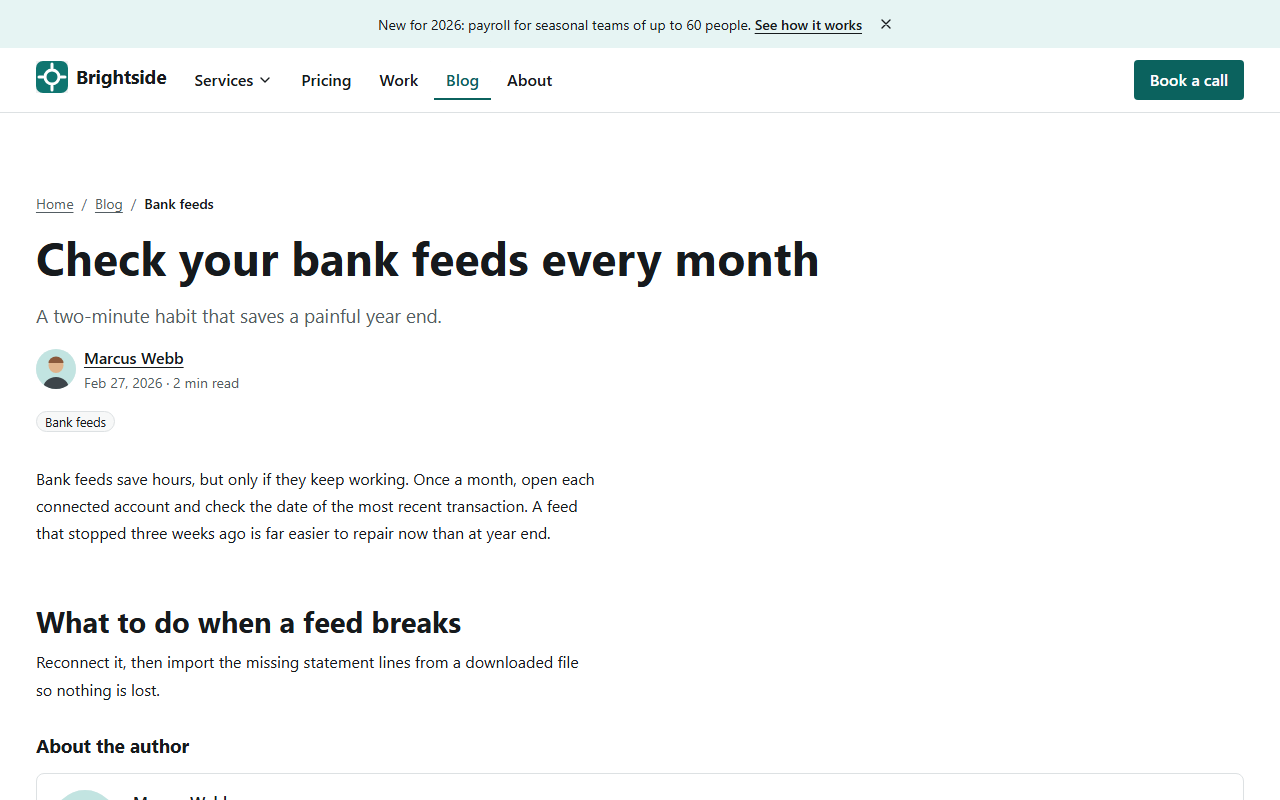 New for 2026: payroll for seasonal teams of up to 60 people. See how it works
Brightside Services Pricing Work Blog About Book a call
Home / Blog / Bank feeds
Check your bank feeds every month
A two-minute habit that saves a painful year end.
Marcus Webb
Feb 27, 2026 · 2 min read
Bank feeds
Bank feeds save hours, but only if they keep working. Once a month, open each
connected account and check the date of the most recent transaction. A feed
that stopped three weeks ago is far easier to repair now than at year end.
What to do when a feed breaks
Reconnect it, then import the missing statement lines from a downloaded file
so nothing is lost.
About the author
Marcus Webb